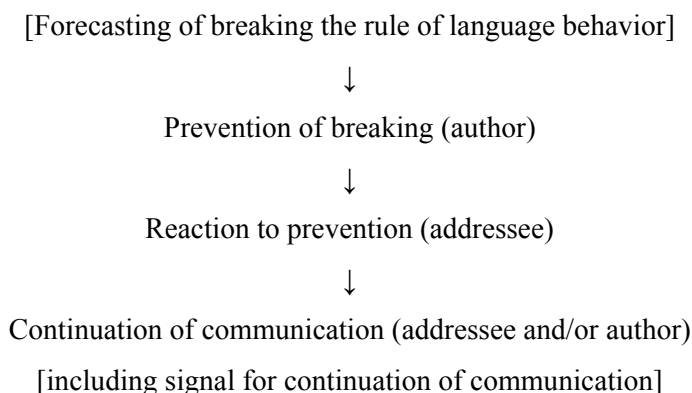 [Forecasting of breaking the rule of language behavior]
↓
Prevention of breaking (author)
↓
Reaction to prevention (addressee)
↓
Continuation of communication (addressee and/or author)
[including signal for continuation of communication]